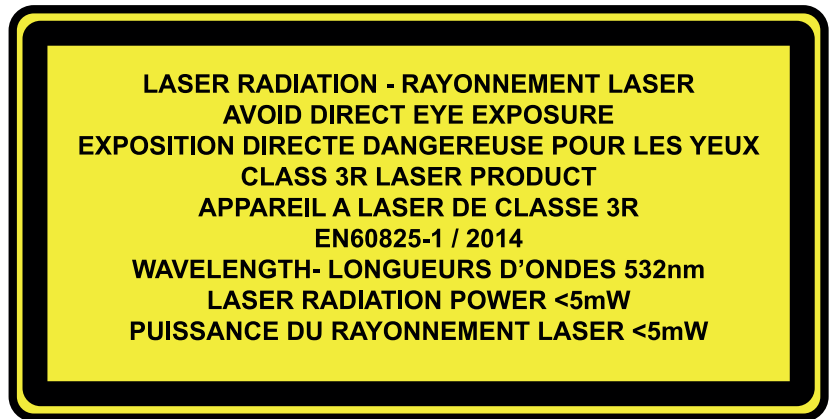 LASER RADIATION - RAYONNEMENT LASER
AVOID DIRECT EYE EXPOSURE
EXPOSITION DIRECTE DANGEREUSE POUR LES YEUX
CLASS 3R LASER PRODUCT
APPAREIL A LASER DE CLASSE 3R
EN60825-1 / 2014
WAVELENGTH- LONGUEURS D’ONDES 532nm
LASER RADIATION POWER <5mW
PUISSANCE DU RAYONNEMENT LASER <5mW